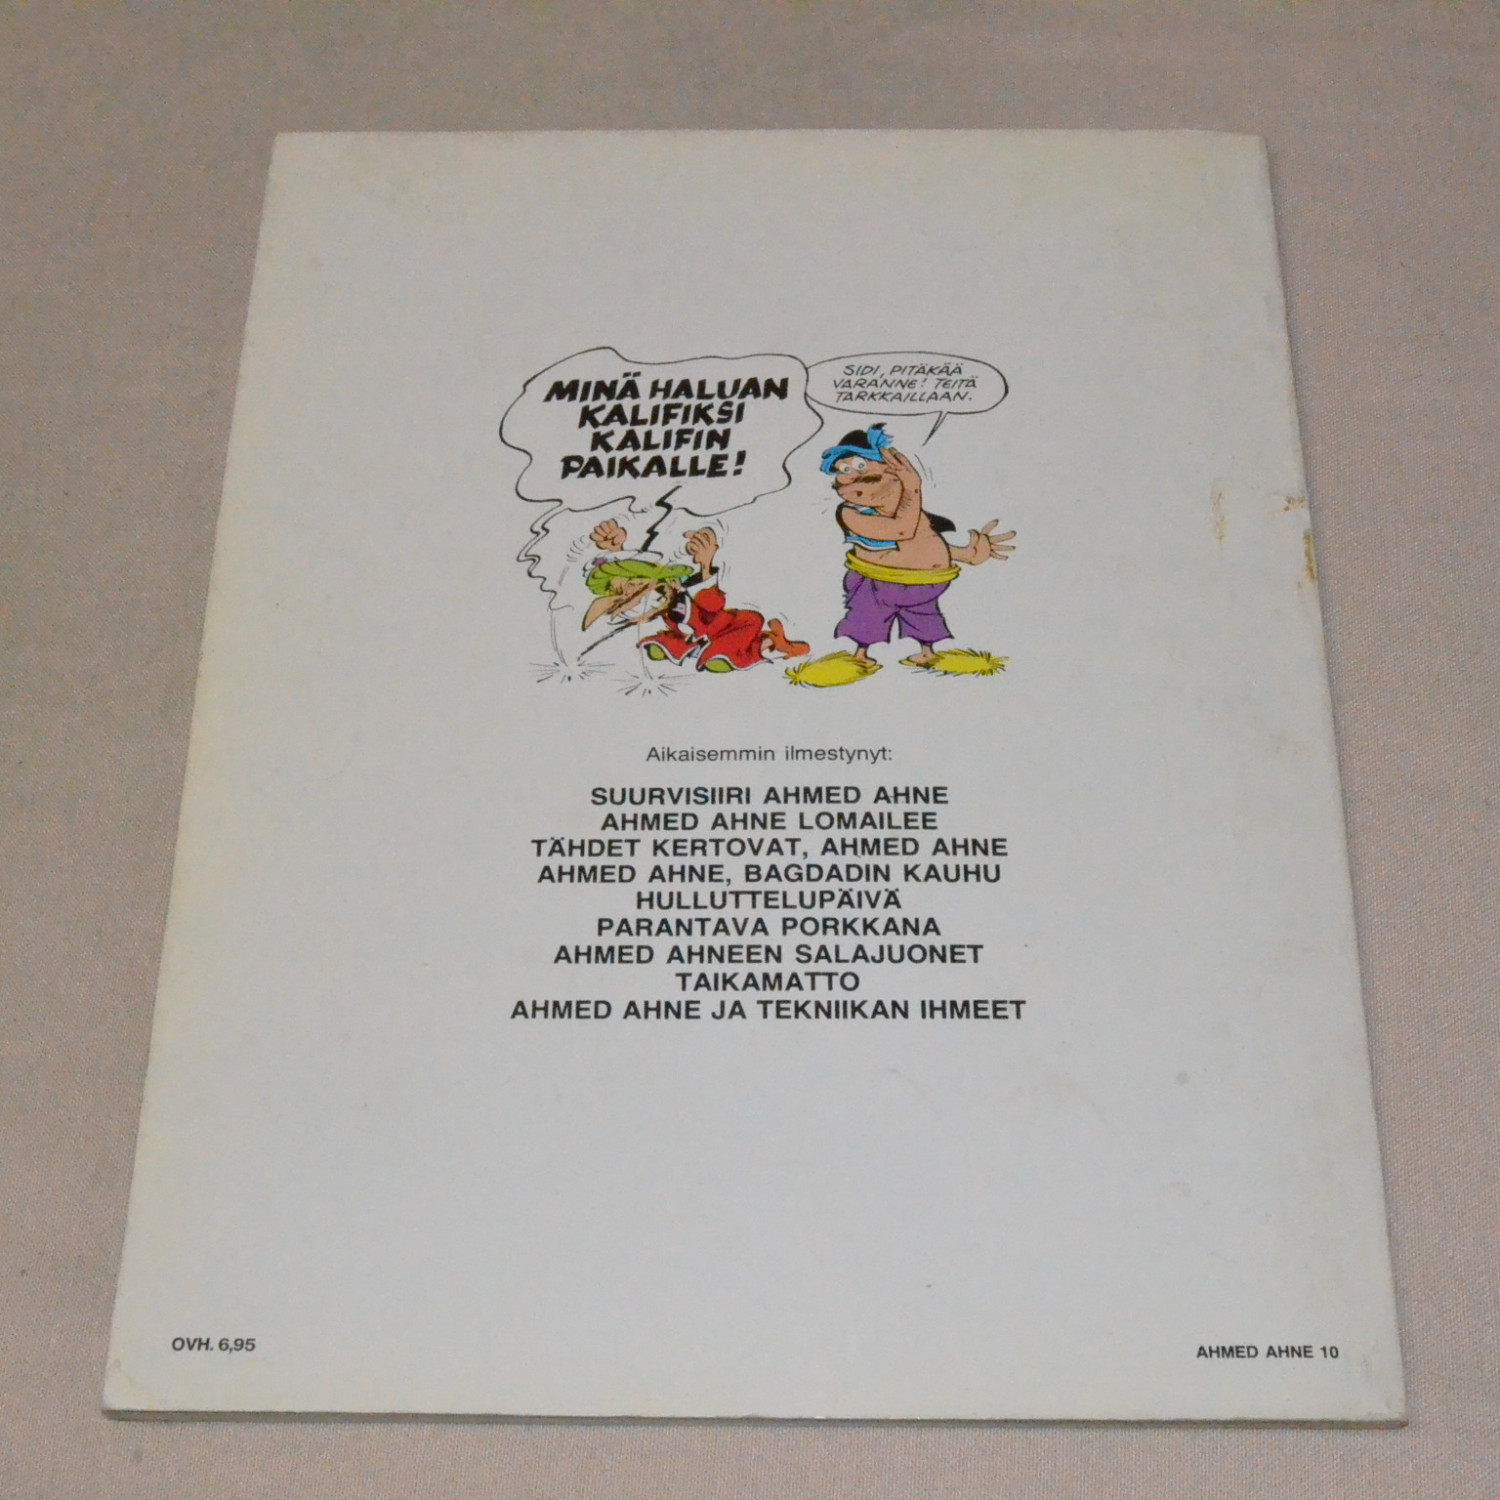 MINÄ HALUAN
KALIFIKSI
KALIFIN
PAIKALLE!
SIDI, PITÄKÄÄ
VARANNE! TEITÄ
TARKKAILLAAN.
Aikaisemmin ilmestynyt:
SUURVISIIRI AHMED AHNE
AHMED AHNE LOMAILEE
TÄHDET KERTOVAT, AHMED AHNE
AHMED AHNE, BAGDADIN KAUHU
HULLUTTELUPÄIVÄ
PARANTAVA PORKKANA
AHMED AHNEEN SALAJUONET
TAIKAMATTO
AHMED AHNE JA TEKNIIKAN IHMEET
OVH. 6,95
AHMED AHNE 10